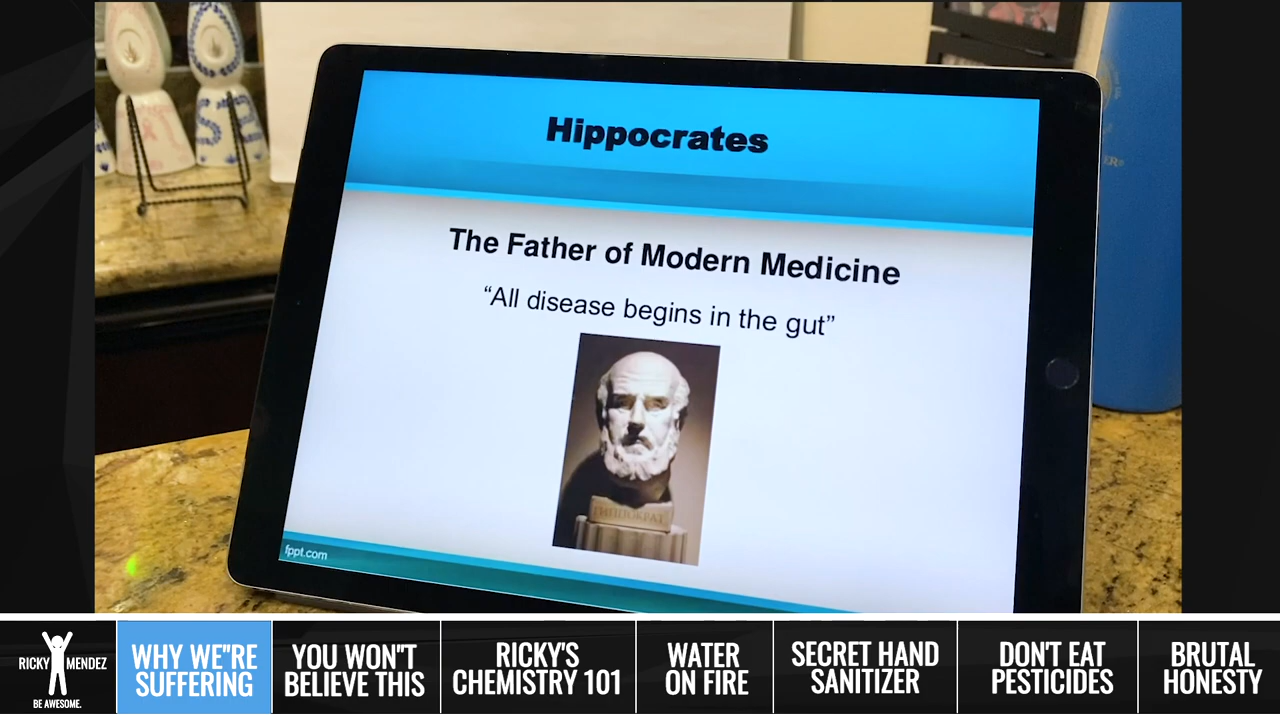 Hippocrates
The Father of Modern Medicine
“All disease begins in the gut”
ГИППОКРАТ
fppt.com
RICKY MENDEZ
BE AWESOME.
WHY WE"RE
SUFFERING
YOU WON"T
BELIEVE THIS
RICKY'S
CHEMISTRY 101
WATER
ON FIRE
SECRET HAND
SANITIZER
DON'T EAT
PESTICIDES
BRUTAL
HONESTY